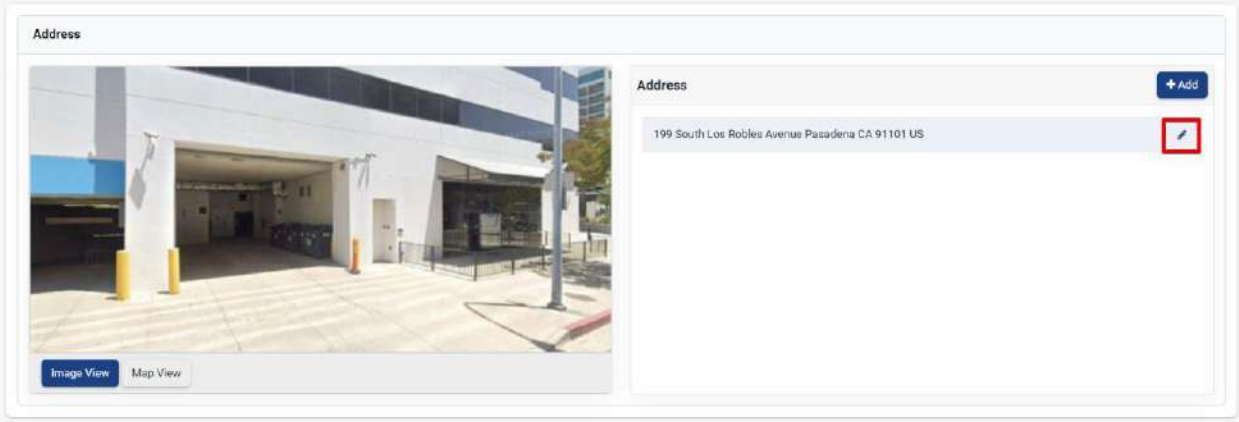 Address
Address
+ Add
199 South Los Robles Avenue Pasadena CA 91101 US
Image View
Map View